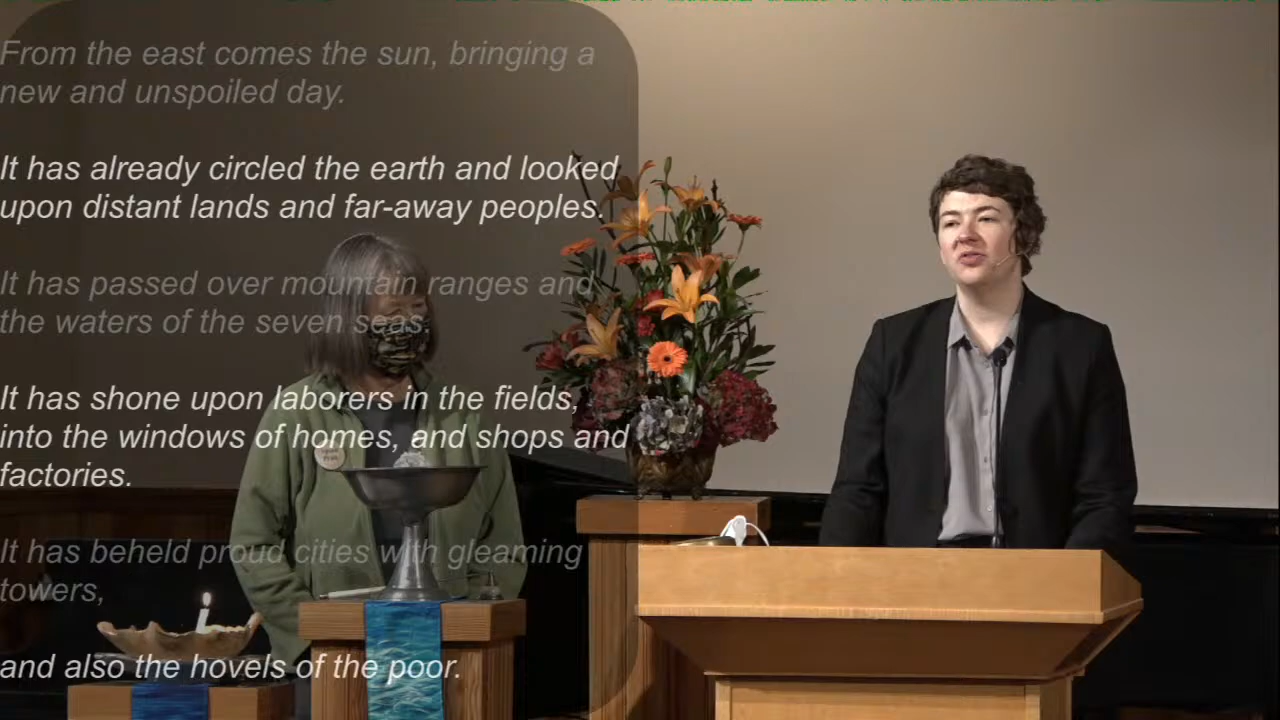 From the east comes the sun, bringing a
new and unspoiled day.
It has already circled the earth and looked
upon distant lands and far-away peoples.
It has passed over mountain ranges and
the waters of the seven seas.
It has shone upon laborers in the fields,
into the windows of homes, and shops and
factories.
It has beheld proud cities with gleaming
towers,
and also the hovels of the poor.